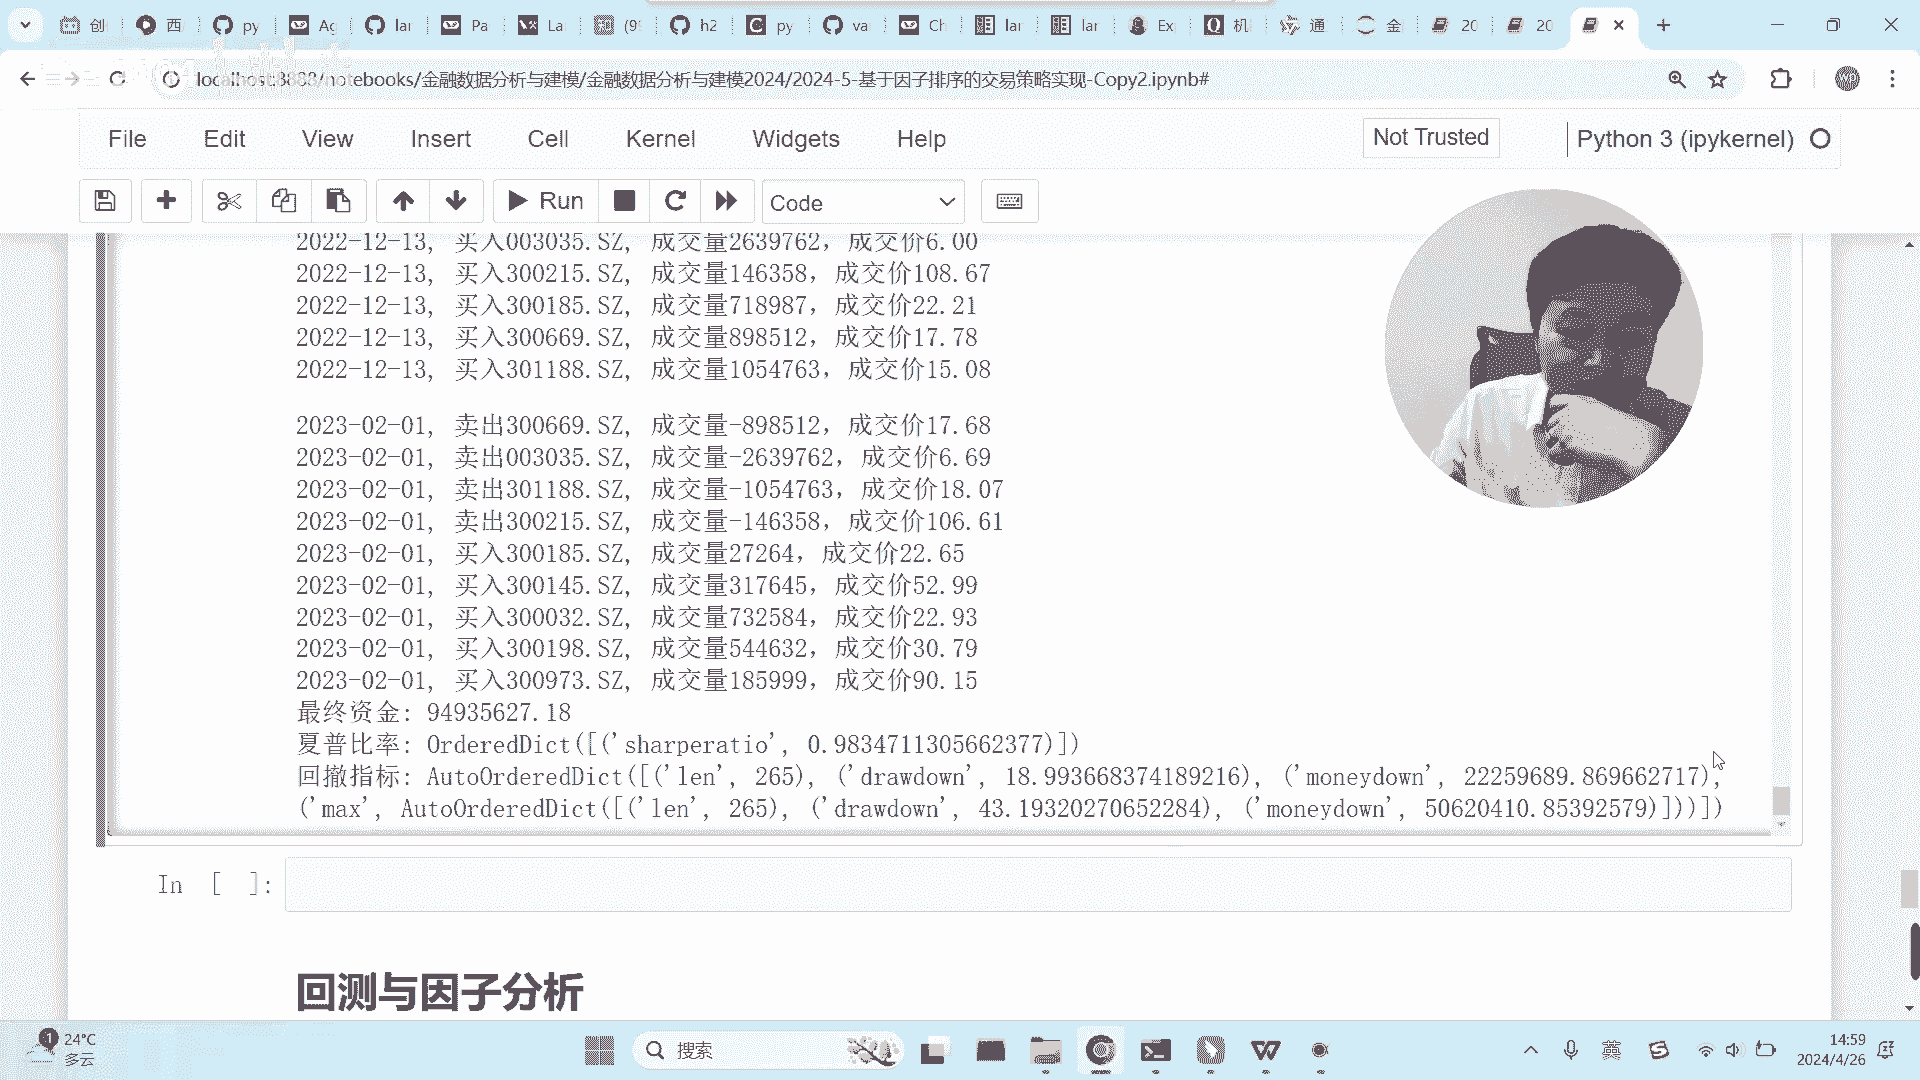 创
西
py
Ag
lar
Pa
La
(9
h2
py
va
Ch
lar
lar
Ex
机
通
金
20
20
localhost:8888/notebooks/金融数据分析与建模/金融数据分析与建模2024/2024-5-基于因子排序的交易策略实现-Copy2.ipynb#
File Edit View Insert Cell Kernel Widgets Help Not Trusted Python 3 (ipykernel)
Run Code
2022-12-13, 买入003035.SZ, 成交量2639762，成交价6.00
2022-12-13, 买入300215.SZ, 成交量146358，成交价108.67
2022-12-13, 买入300185.SZ, 成交量718987，成交价22.21
2022-12-13, 买入300669.SZ, 成交量898512，成交价17.78
2022-12-13, 买入301188.SZ, 成交量1054763，成交价15.08
2023-02-01, 卖出300669.SZ, 成交量-898512，成交价17.68
2023-02-01, 卖出003035.SZ, 成交量-2639762，成交价6.69
2023-02-01, 卖出301188.SZ, 成交量-1054763，成交价18.07
2023-02-01, 卖出300215.SZ, 成交量-146358，成交价106.61
2023-02-01, 买入300185.SZ, 成交量27264，成交价22.65
2023-02-01, 买入300145.SZ, 成交量317645，成交价52.99
2023-02-01, 买入300032.SZ, 成交量732584，成交价22.93
2023-02-01, 买入300198.SZ, 成交量544632，成交价30.79
2023-02-01, 买入300973.SZ, 成交量185999，成交价90.15
最终资金: 94935627.18
夏普比率: OrderedDict([('sharperatio', 0.9834711305662377)])
回撤指标: AutoOrderedDict([('len', 265), ('drawdown', 18.993668374189216), ('moneydown', 22259689.869662717),
('max', AutoOrderedDict([('len', 265), ('drawdown', 43.19320270652284), ('moneydown', 50620410.85392579)]))])
In [ ]:
回测与因子分析
1
24°C
多云
搜索
英
14:59
2024/4/26